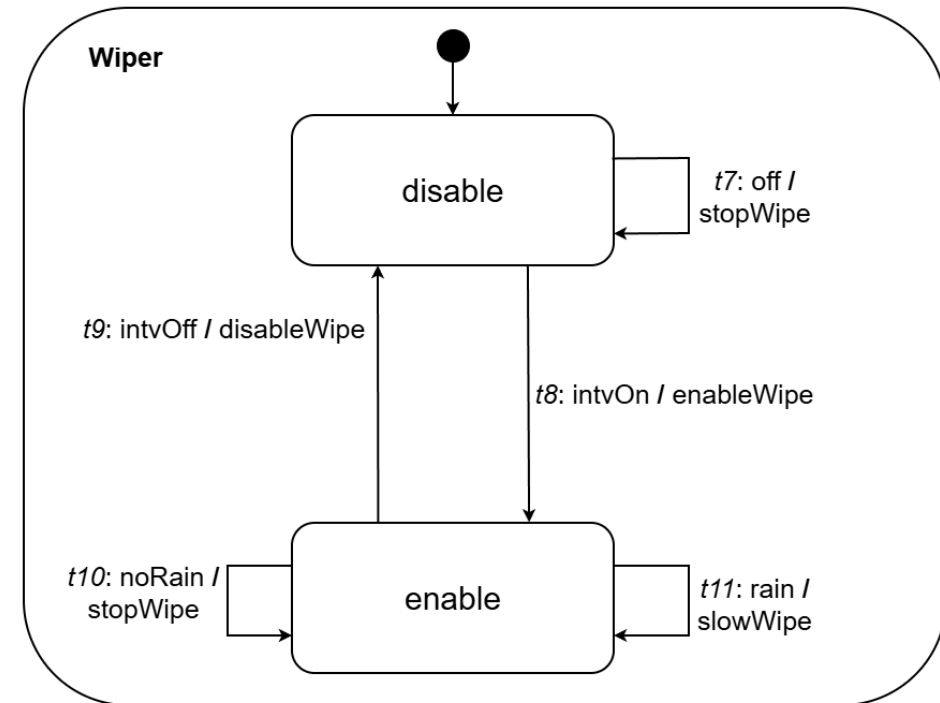 Wiper
disable
t7: off /
stopWipe
t9: intvOff / disableWipe
t8: intvOn / enableWipe
t10: noRain /
stopWipe
enable
t11: rain /
slowWipe